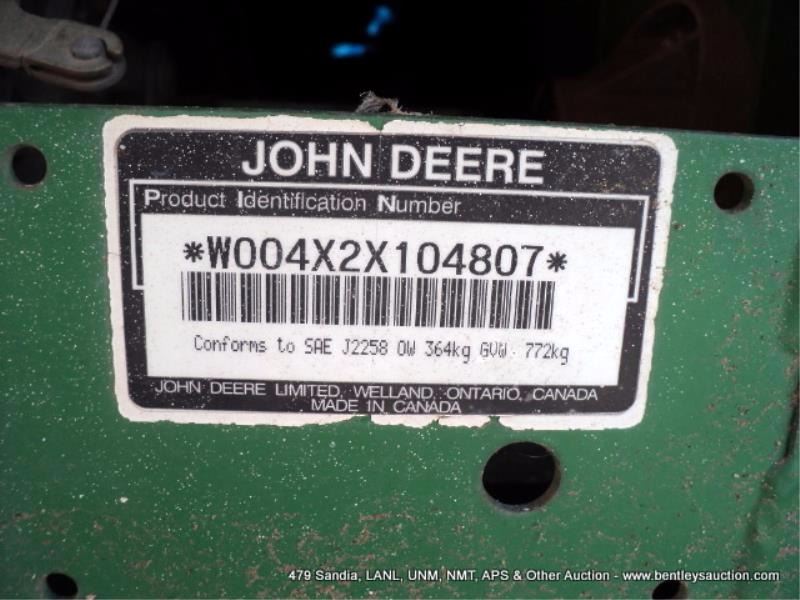 JOHN DEERE
Product Identification Number
*W004X2X104807*
Conforms to SAE J2258 OW 364kg GVW 772kg
JOHN DEERE LIMITED, WELLAND, ONTARIO, CANADA
MADE IN CANADA
479 Sandia, LANL, UNM, NMT, APS & Other Auction - www.bentleysauction.com